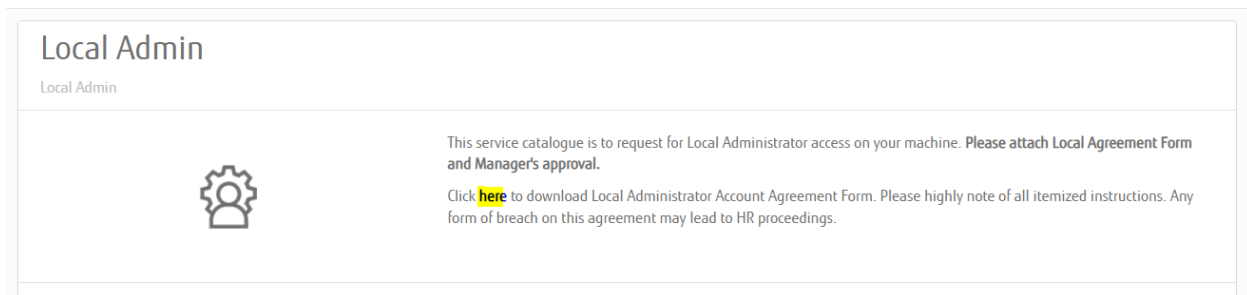 Local Admin
Local Admin
This service catalogue is to request for Local Administrator access on your machine. Please attach Local Agreement Form
and Manager's approval.
Click here to download Local Administrator Account Agreement Form. Please highly note of all itemized instructions. Any
form of breach on this agreement may lead to HR proceedings.